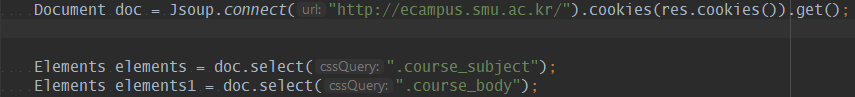 Document doc = Jsoup.connect( url: "http://ecampus.smu.ac.kr/").cookies(res.cookies()).get();
Elements elements = doc.select( cssQuery: ".course_subject");
Elements elements1 = doc.select( cssQuery: ".course_body");